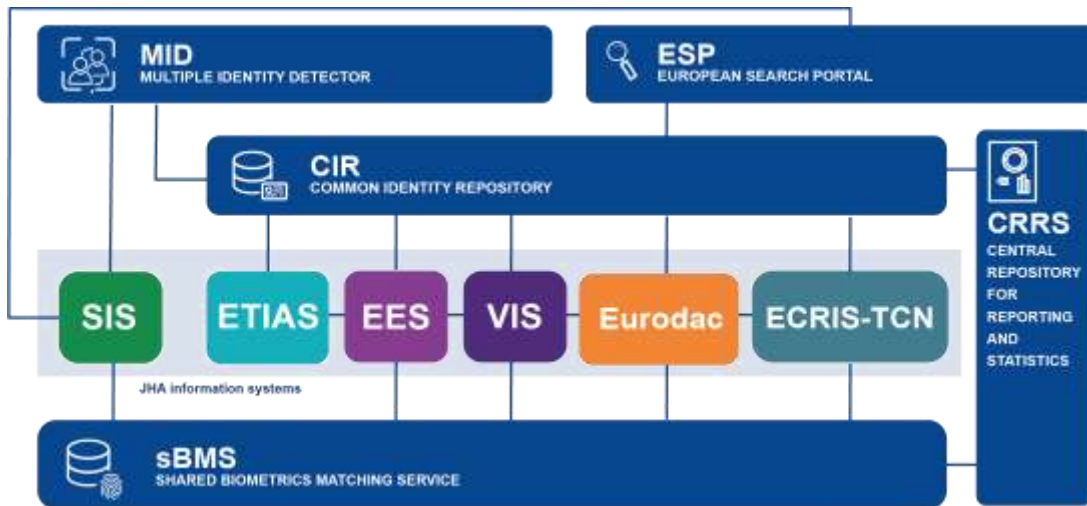 MID
MULTIPLE IDENTITY DETECTOR
ESP
EUROPEAN SEARCH PORTAL
CIR
COMMON IDENTITY REPOSITORY
CRRS
CENTRAL
REPOSITORY
FOR
REPORTING
AND
STATISTICS
SIS
ETIAS
EES
VIS
Eurodac
ECRIS-TCN
JHA information systems
sBMS
SHARED BIOMETRICS MATCHING SERVICE